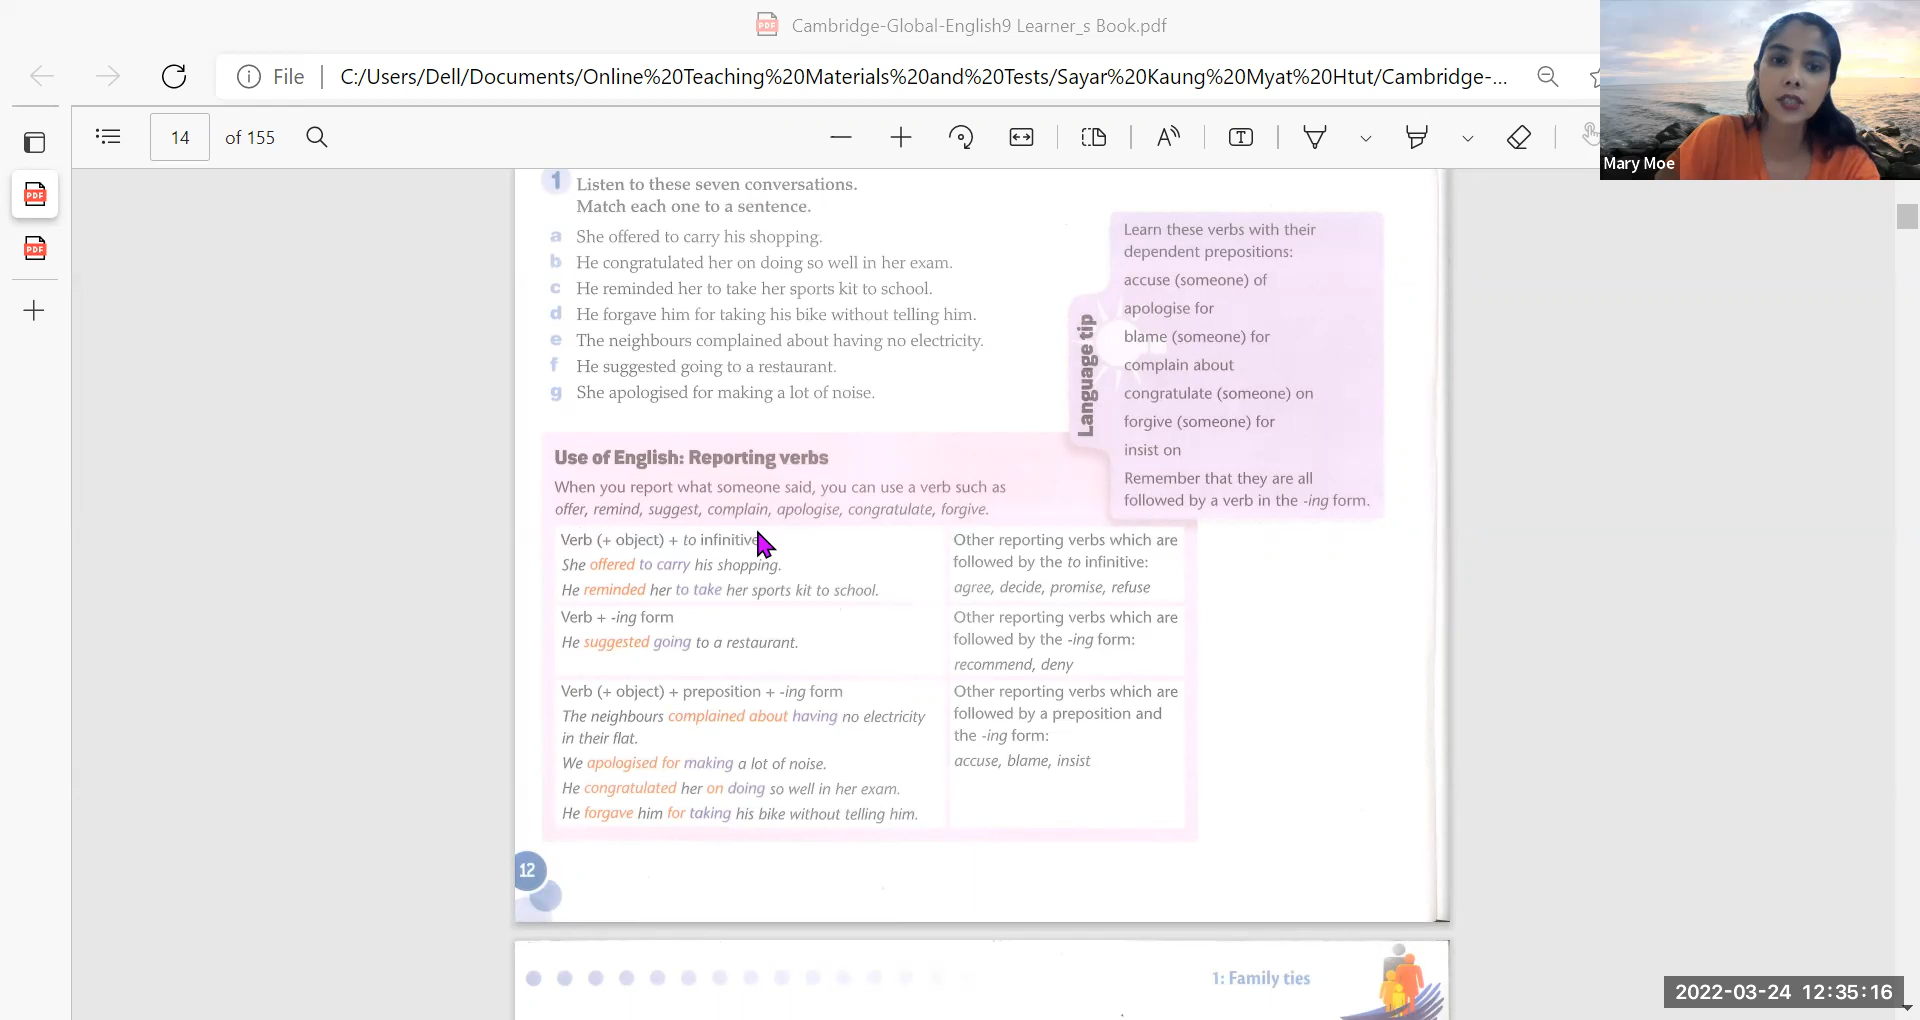 Cambridge-Global-English9 Learner_s Book.pdf
File
C:/Users/Dell/Documents/Online%20Teaching%20Materials%20and%20Tests/Sayar%20Kaung%20Myat%20Htut/Cambridge-...
14 of 155
Mary Moe
1 Listen to these seven conversations.
Match each one to a sentence.
a She offered to carry his shopping.
b He congratulated her on doing so well in her exam.
c He reminded her to take her sports kit to school.
d He forgave him for taking his bike without telling him.
e The neighbours complained about having no electricity.
f He suggested going to a restaurant.
g She apologised for making a lot of noise.
Language tip
Learn these verbs with their
dependent prepositions:
accuse (someone) of
apologise for
blame (someone) for
complain about
congratulate (someone) on
forgive (someone) for
insist on
Remember that they are all
followed by a verb in the -ing form.
Use of English: Reporting verbs
When you report what someone said, you can use a verb such as
offer, remind, suggest, complain, apologise, congratulate, forgive.
Verb (+ object) + to infinitive
She offered to carry his shopping.
He reminded her to take her sports kit to school.
Other reporting verbs which are
followed by the to infinitive:
agree, decide, promise, refuse
Verb + -ing form
He suggested going to a restaurant.
Other reporting verbs which are
followed by the -ing form:
recommend, deny
Verb (+ object) + preposition + -ing form
The neighbours complained about having no electricity
in their flat.
We apologised for making a lot of noise.
He congratulated her on doing so well in her exam.
He forgave him for taking his bike without telling him.
Other reporting verbs which are
followed by a preposition and
the -ing form:
accuse, blame, insist
12
1: Family ties
2022-03-24 12:35:16
PDF
PDF
PDF